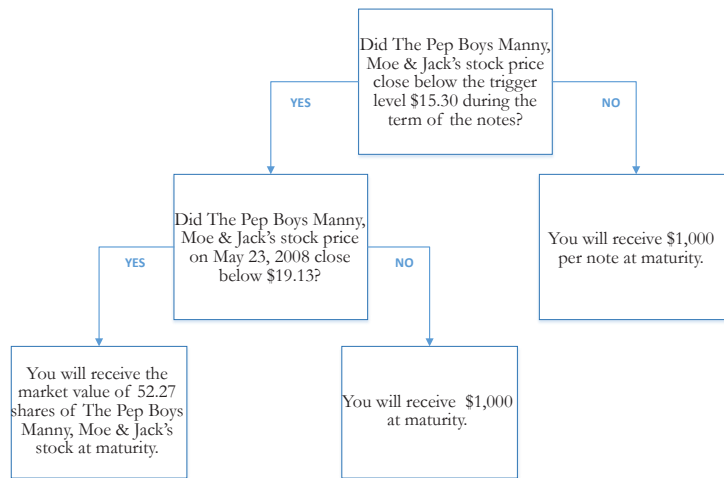 Did The Pep Boys Manny,
Moe & Jack's stock price
close below the trigger
level $15.30 during the
term of the notes?
YES
NO
Did The Pep Boys Manny,
Moe & Jack's stock price
on May 23, 2008 close
below $19.13?
You will receive $1,000
per note at maturity.
YES
NO
You will receive the
market value of 52.27
shares of The Pep Boys
Manny, Moe & Jack's
stock at maturity.
You will receive $1,000
at maturity.